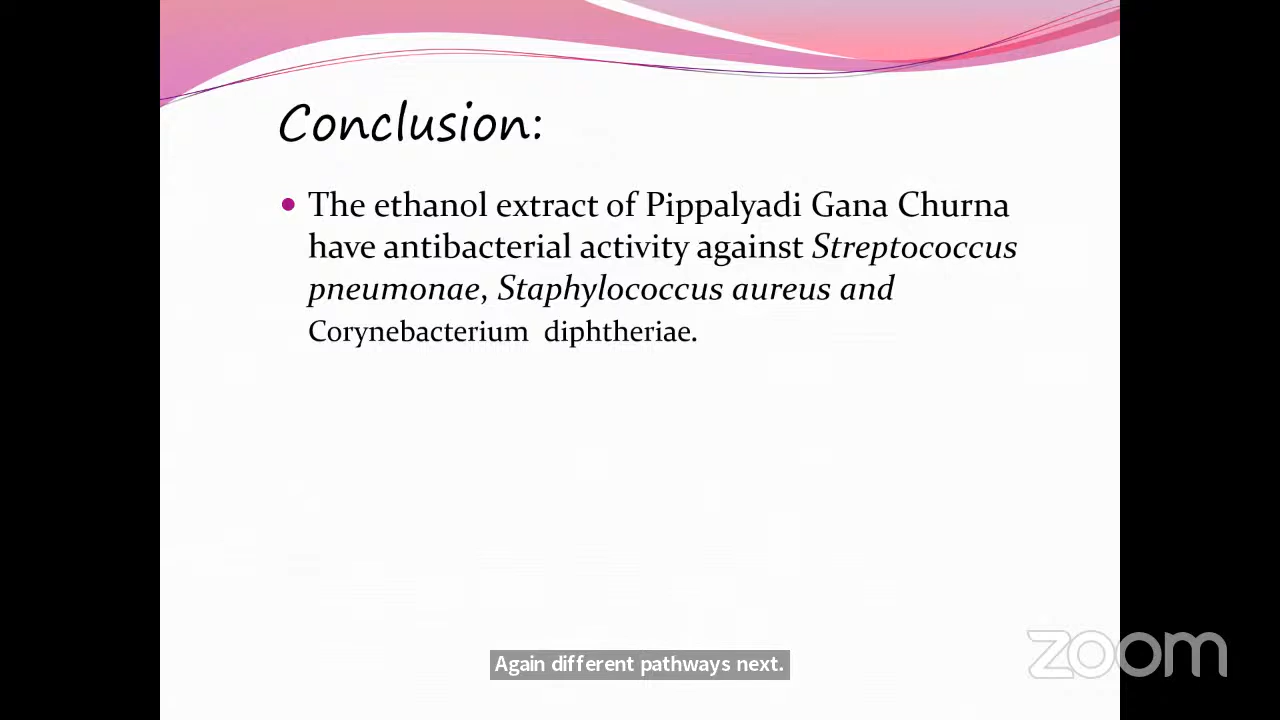 Conclusion:
• The ethanol extract of Pippalyadi Gana Churna
have antibacterial activity against Streptococcus
pneumonae, Staphylococcus aureus and
Corynebacterium diphtheriae.
Again different pathways next.
zoom